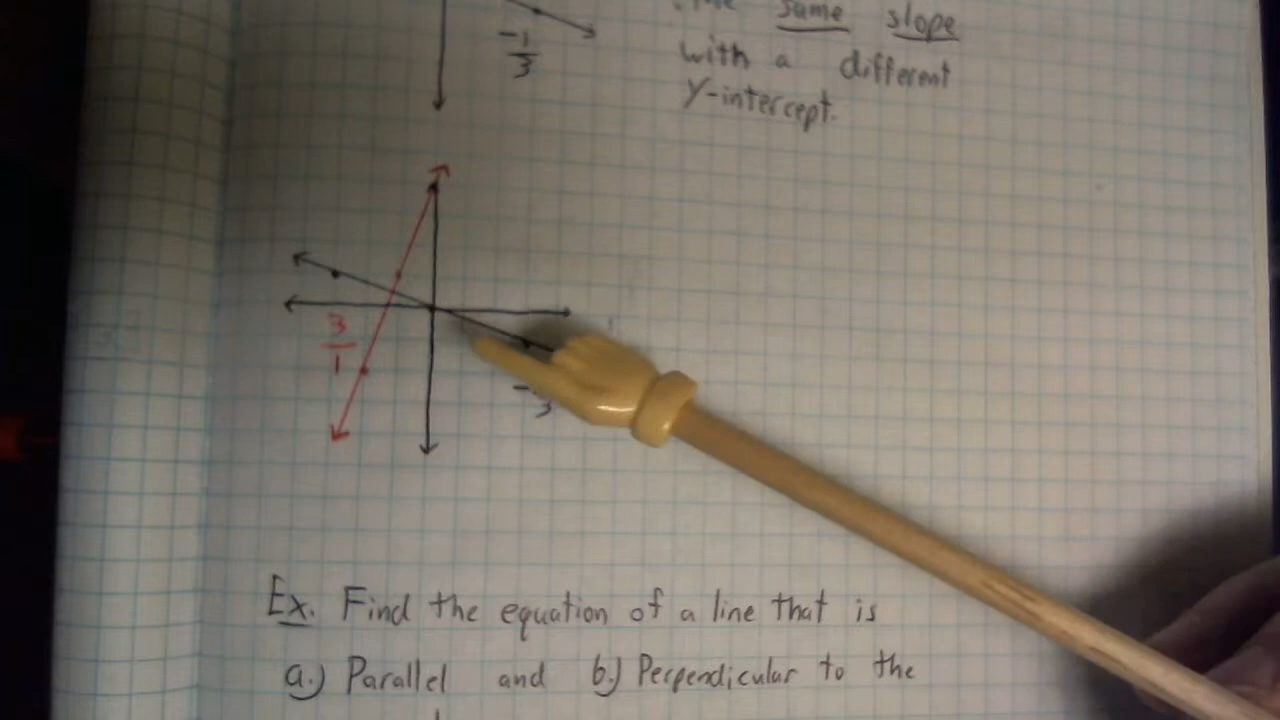 -1
3
same slope
with a different
y-intercept.
3
1
3
Ex. Find the equation of a line that is
a.) Parallel and b.) Perpendicular to the